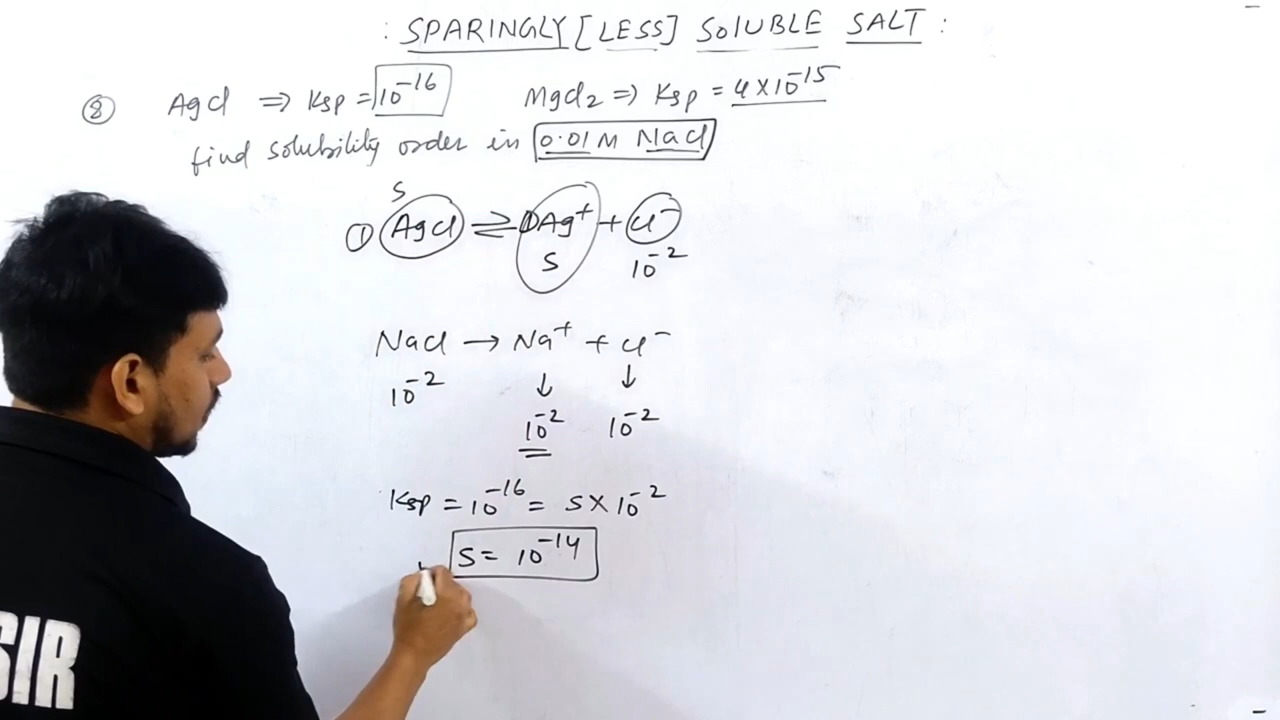 : SPARINGLY [LESS] SOLUBLE SALT :
⑧ AgCl ⇒ Ksp = 10⁻¹⁶ MgCl₂ ⇒ Ksp = 4×10⁻¹⁵
find solubility order in 0.01 M NaCl
S
① AgCl ⇌ Ag⁺ + Cl⁻
S 10⁻²
NaCl → Na⁺ + Cl⁻
10⁻² ↓ ↓
10⁻² 10⁻²
Ksp = 10⁻¹⁶ = S × 10⁻²
S = 10⁻¹⁴
SIR